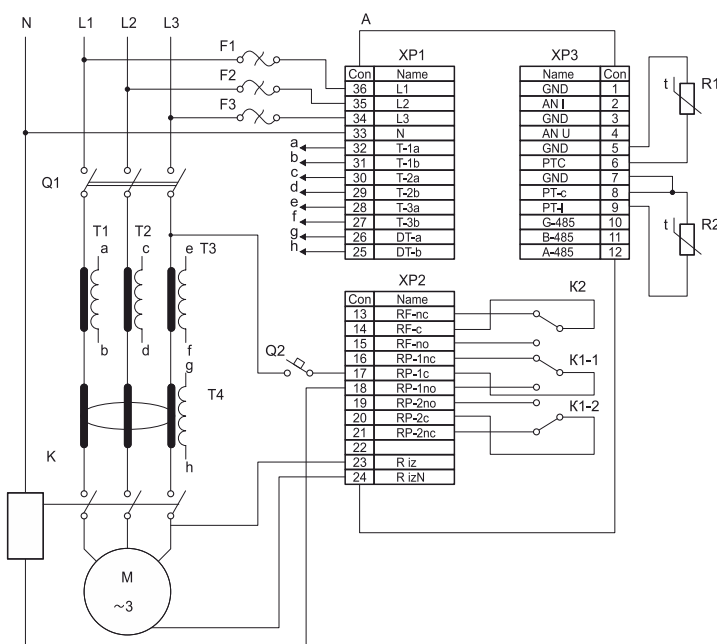 N L1 L2 L3 A
F1
F2
F3
Q1
T1 T2 T3
a c e
b d f
g
T4
h
Q2
K
M
~3
XP1
Con Name
36 L1
35 L2
34 L3
33 N
a 32 T-1a
b 31 T-1b
c 30 T-2a
d 29 T-2b
e 28 T-3a
f 27 T-3b
g 26 DT-a
h 25 DT-b
XP3
Name Con
GND 1
AN I 2
GND 3
AN U 4
GND 5
PTC 6
GND 7
PT-c 8
PT-I 9
G-485 10
B-485 11
A-485 12
t R1
t R2
XP2
Con Name
13 RF-nc
14 RF-c
15 RF-no
16 RP-1nc
17 RP-1c
18 RP-1no
19 RP-2no
20 RP-2c
21 RP-2nc
22
23 R iz
24 R izN
K2
K1-1
K1-2